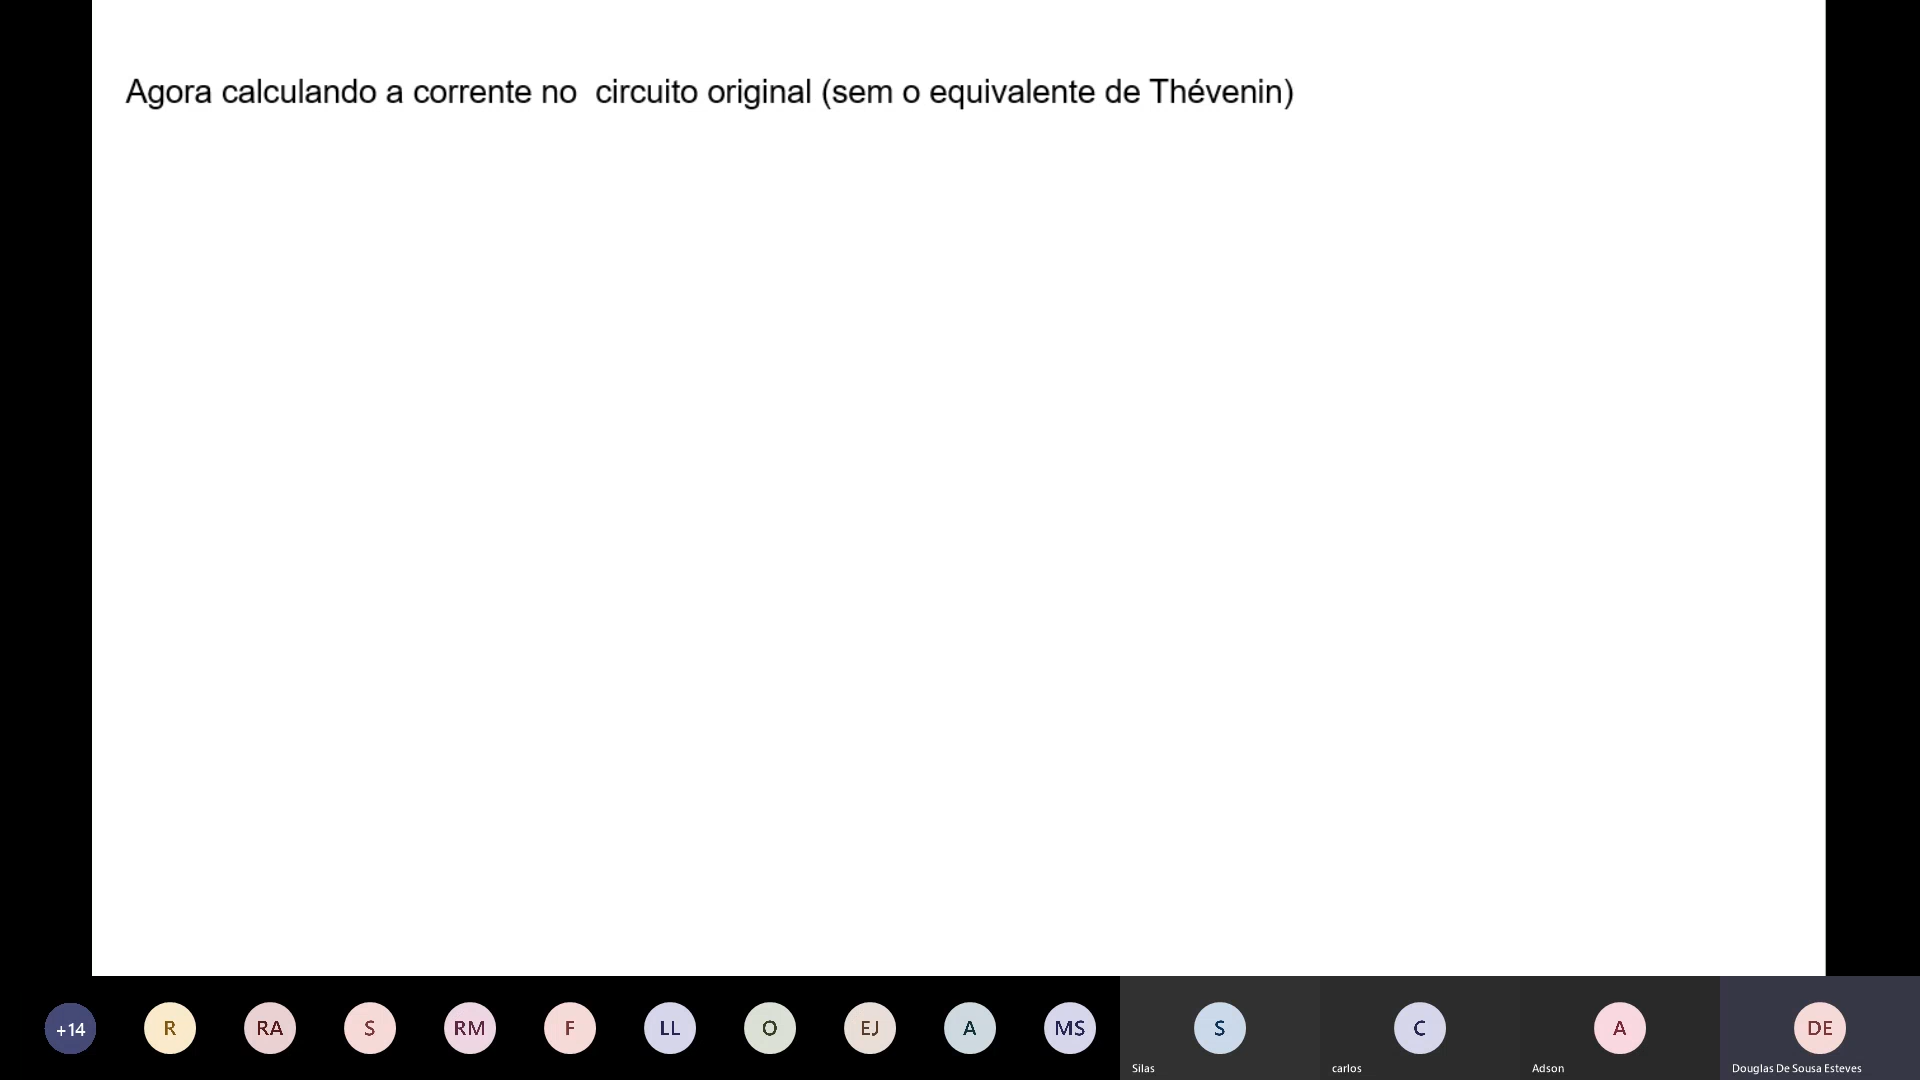 Agora calculando a corrente no  circuito original (sem o equivalente de Thévenin)
+14
R
RA
S
RM
F
LL
O
EJ
A
MS
S
C
A
DE
Silas
carlos
Adson
Douglas De Sousa Esteves